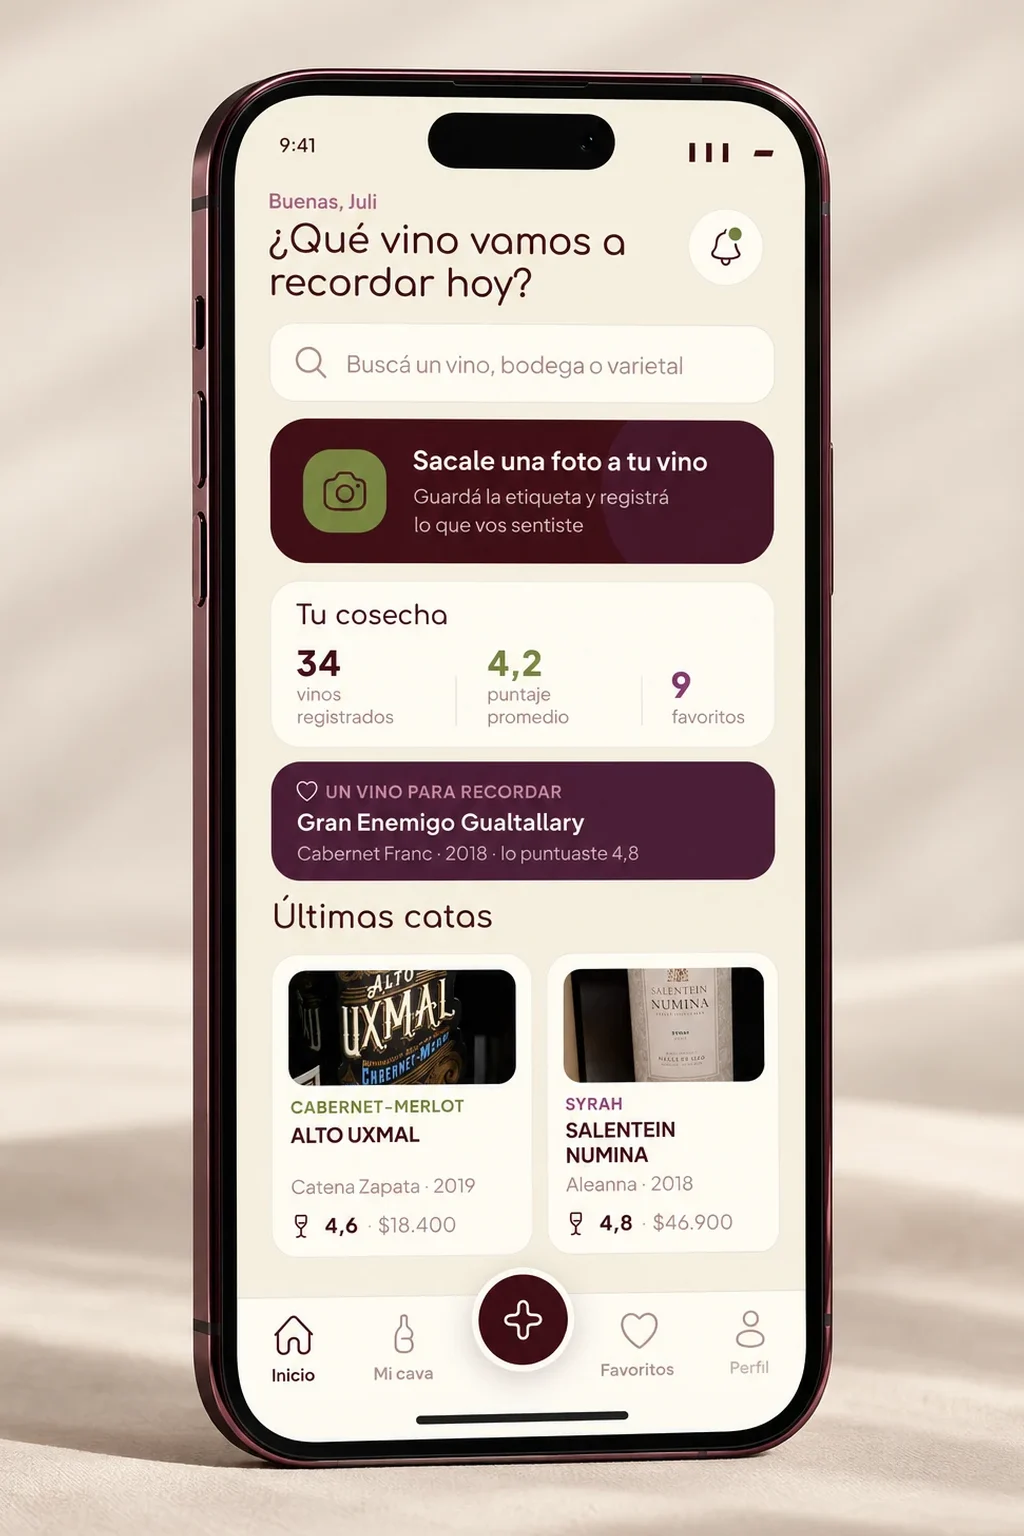 9:41
Buenas, Juli
¿Qué vino vamos a
recordar hoy?
Buscá un vino, bodega o varietal
Sacale una foto a tu vino
Guardá la etiqueta y registrá
lo que vos sentiste
Tu cosecha
34
vinos
registrados
4,2
puntaje
promedio
9
favoritos
UN VINO PARA RECORDAR
Gran Enemigo Gualtallary
Cabernet Franc · 2018 · lo puntuaste 4,8
Últimas catas
ALTO
UXMAL
CABERNET-MERLOT
ALTO UXMAL
Catena Zapata · 2019
4,6 · $18.400
SALENTEIN
NUMINA
SYRAH
SALENTEIN
NUMINA
Aleanna · 2018
4,8 · $46.900
Inicio
Mi cava
Favoritos
Perfil